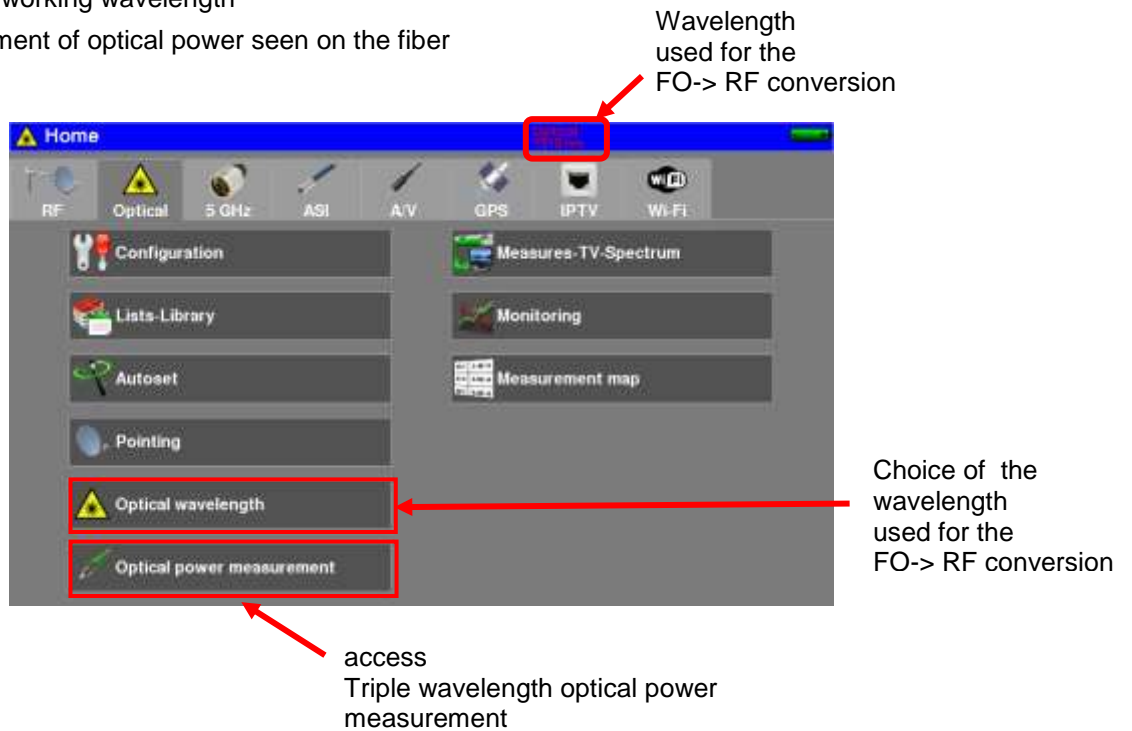 working wavelength
ment of optical power seen on the fiber
Wavelength
used for the
FO-> RF conversion
Home
RF Optical 5 GHz ASI A/V GPS IPTV Wi-Fi
Configuration
Measures-TV-Spectrum
Lists-Library
Monitoring
Autoset
Measurement map
Pointing
Optical wavelength
Optical power measurement
Choice of the
wavelength
used for the
FO-> RF conversion
access
Triple wavelength optical power
measurement